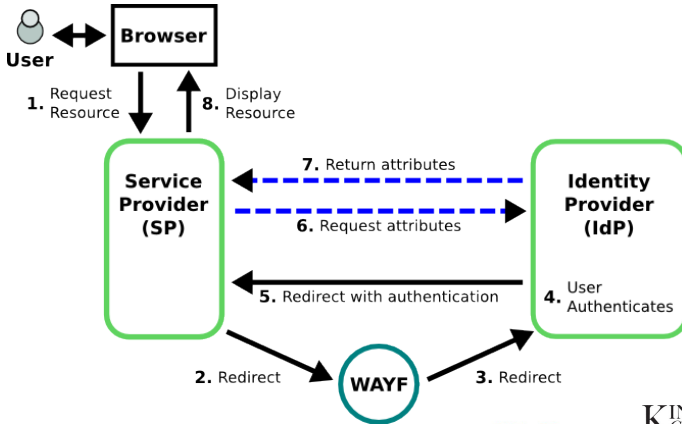 User
Browser
1. Request
Resource
8. Display
Resource
Service
Provider
(SP)
7. Return attributes
6. Request attributes
Identity
Provider
(IdP)
5. Redirect with authentication
4. User
Authenticates
2. Redirect
WAYF
3. Redirect